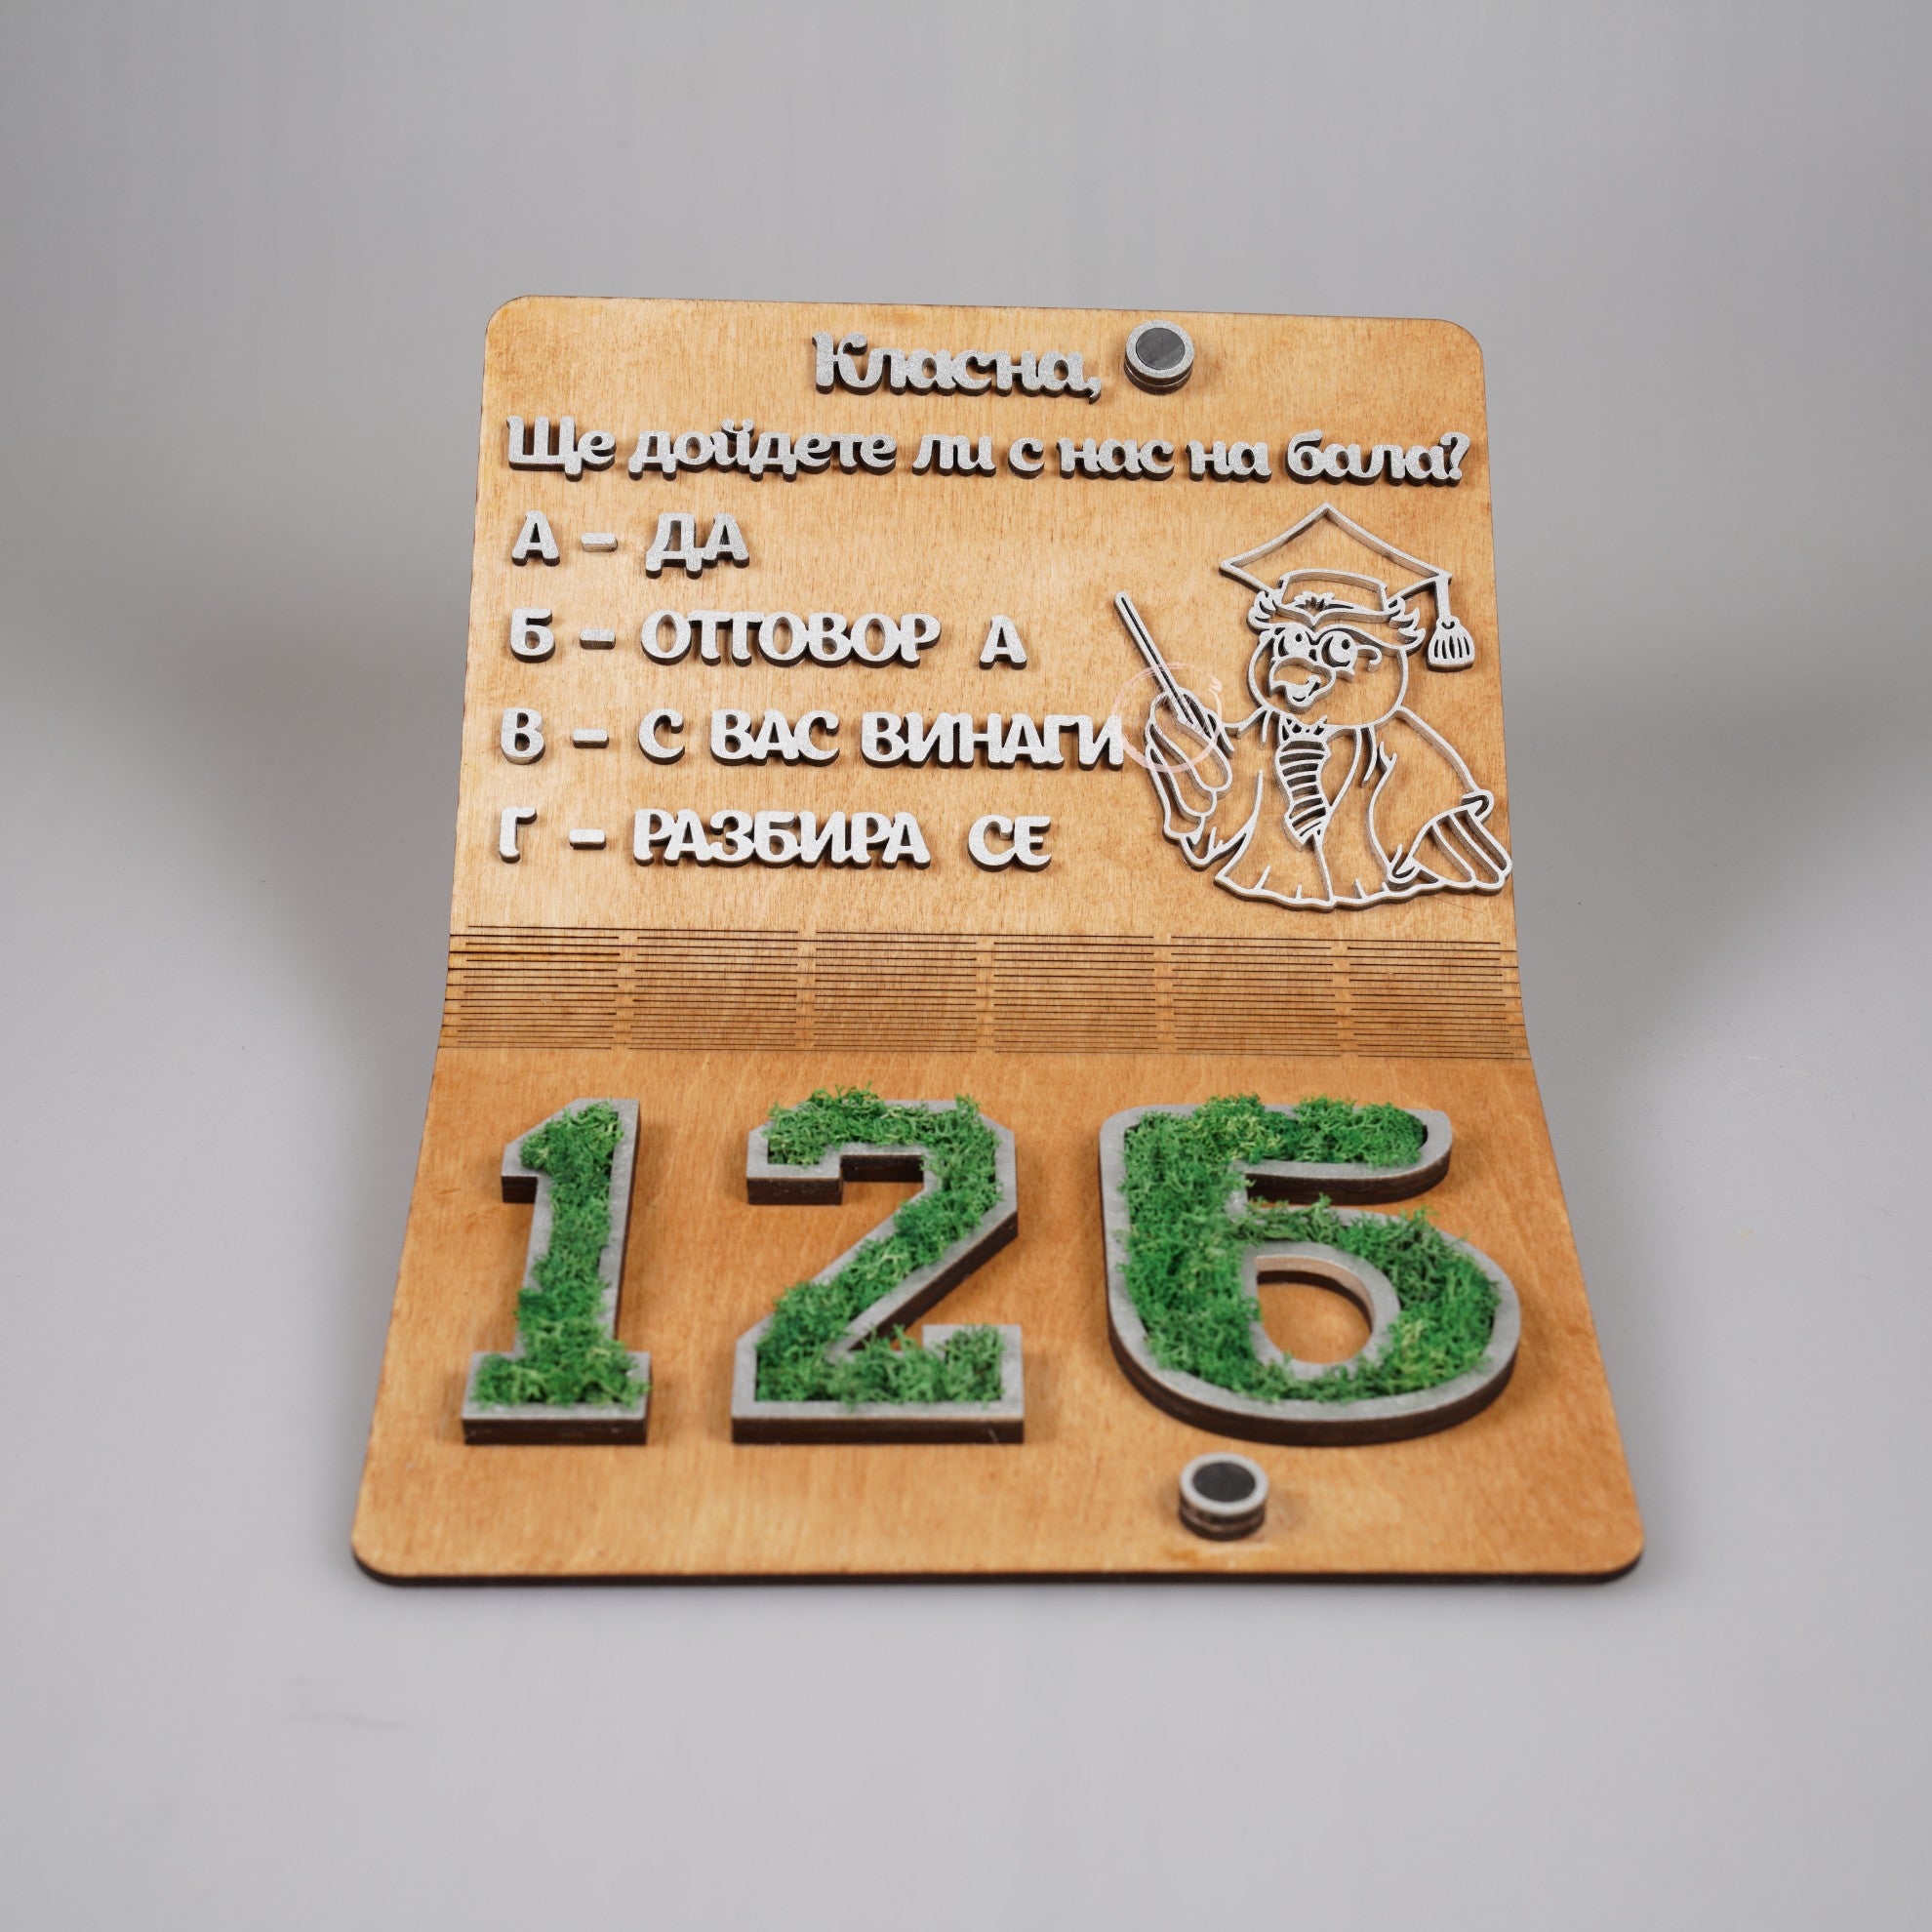 Класна,
Ще дойдете ли с нас на бала?
А - ДА
Б - ОТГОВОР А
В - С ВАС ВИНАГИ
Г - РАЗБИРА СЕ
12Б